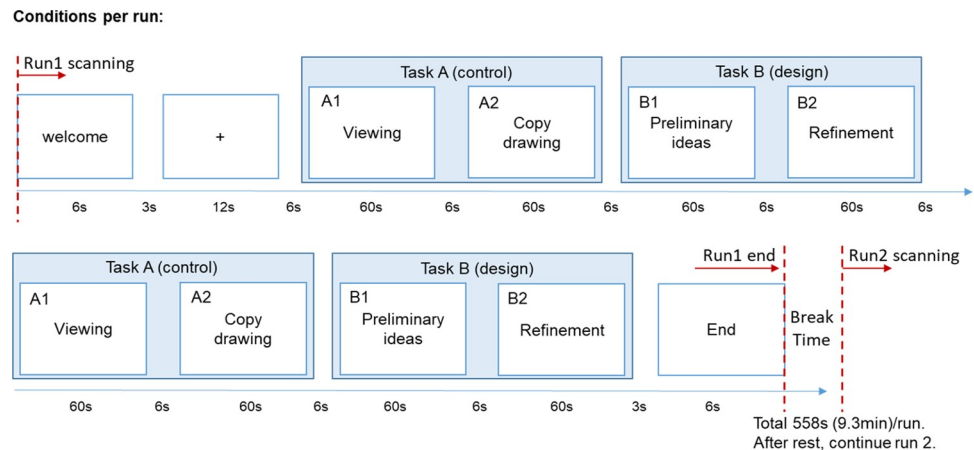 Conditions per run:
Run1 scanning
welcome
+
Task A (control)
A1
Viewing
A2
Copy
drawing
Task B (design)
B1
Preliminary
ideas
B2
Refinement
6s 3s 12s 6s 60s 6s 60s 6s 60s 6s 60s 6s
Task A (control)
A1
Viewing
A2
Copy
drawing
Task B (design)
B1
Preliminary
ideas
B2
Refinement
Run1 end
End
Break
Time
Run2 scanning
60s 6s 60s 6s 60s 6s 60s 3s 6s
Total 558s (9.3min)/run.
After rest, continue run 2.